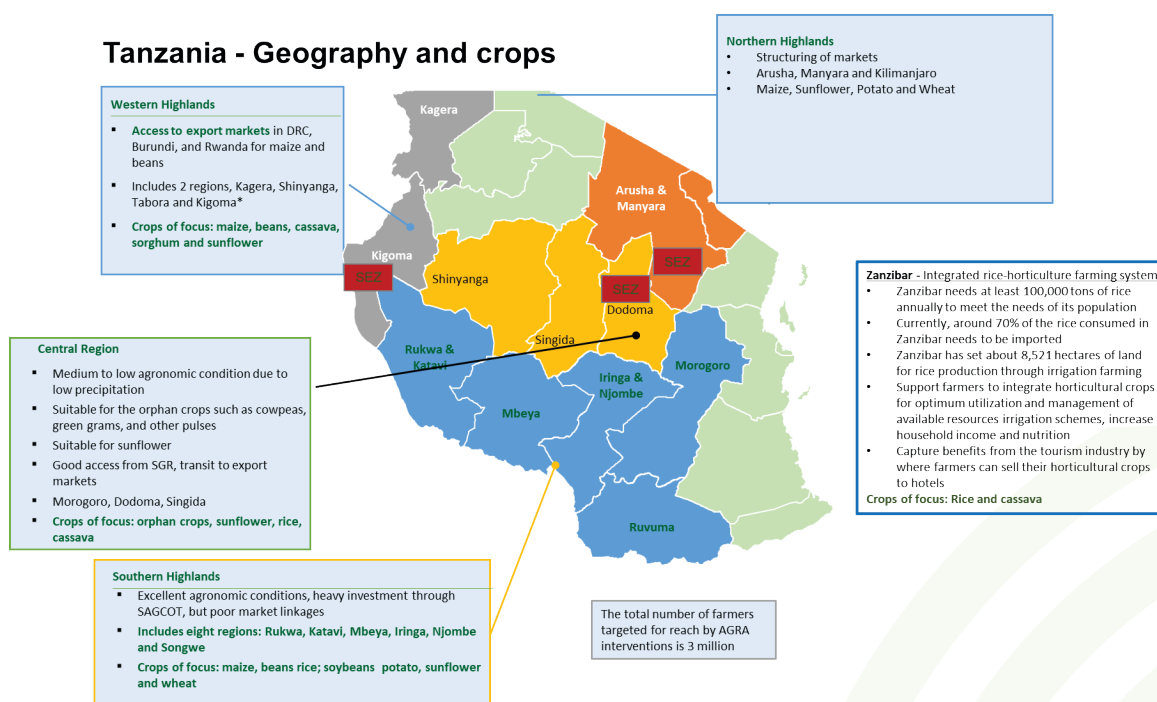 Tanzania - Geography and crops
Northern Highlands
• Structuring of markets
• Arusha, Manyara and Kilimanjaro
• Maize, Sunflower, Potato and Wheat
Western Highlands
▪ Access to export markets in DRC,
Burundi, and Rwanda for maize and
beans
▪ Includes 2 regions, Kagera, Shinyanga,
Tabora and Kigoma*
▪ Crops of focus: maize, beans, cassava,
sorghum and sunflower
Kagera
Arusha &
Manyara
Kigoma
SEZ
Shinyanga
SEZ
SEZ
Dodoma
Singida
Rukwa &
Katavi
Morogoro
Iringa &
Njombe
Mbeya
Ruvuma
Zanzibar - Integrated rice-horticulture farming system
• Zanzibar needs at least 100,000 tons of rice
annually to meet the needs of its population
• Currently, around 70% of the rice consumed in
Zanzibar needs to be imported
• Zanzibar has set about 8,521 hectares of land
for rice production through irrigation farming
• Support farmers to integrate horticultural crops
for optimum utilization and management of
available resources irrigation schemes, increase
household income and nutrition
• Capture benefits from the tourism industry by
where farmers can sell their horticultural crops
to hotels
Crops of focus: Rice and cassava
Central Region
▪ Medium to low agronomic condition due to
low precipitation
▪ Suitable for the orphan crops such as cowpeas,
green grams, and other pulses
▪ Suitable for sunflower
▪ Good access from SGR, transit to export
markets
▪ Morogoro, Dodoma, Singida
▪ Crops of focus: orphan crops, sunflower, rice,
cassava
Southern Highlands
▪ Excellent agronomic conditions, heavy investment through
SAGCOT, but poor market linkages
▪ Includes eight regions: Rukwa, Katavi, Mbeya, Iringa, Njombe
and Songwe
▪ Crops of focus: maize, beans rice; soybeans potato, sunflower
and wheat
The total number of farmers
targeted for reach by AGRA
interventions is 3 million